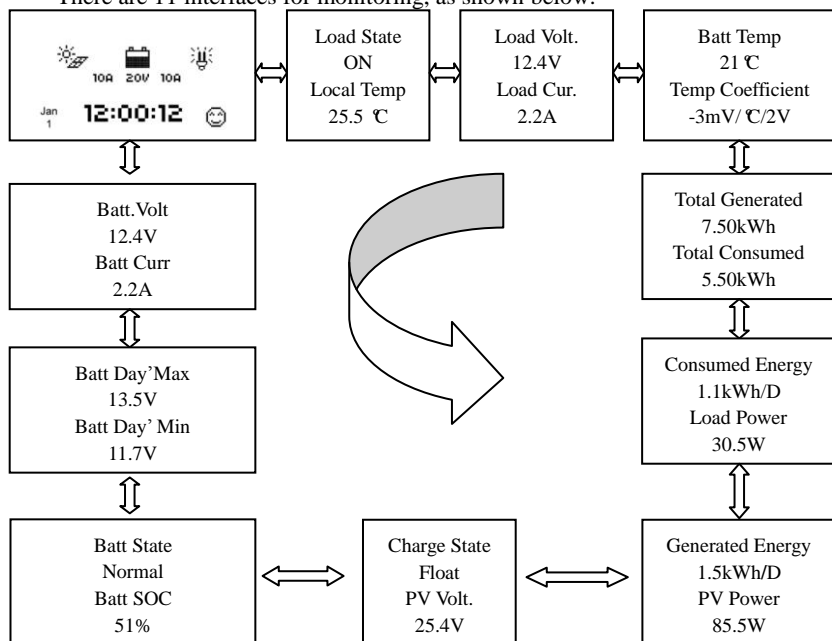 There are 11 interfaces for monitoring, as shown below:
10A 20V 10A
Jan
1
12:00:12
Load State
ON
Local Temp
25.5 ℃
Load Volt.
12.4V
Load Cur.
2.2A
Batt Temp
21℃
Temp Coefficient
-3mV/℃/2V
Batt.Volt
12.4V
Batt Curr
2.2A
Total Generated
7.50kWh
Total Consumed
5.50kWh
Batt Day'Max
13.5V
Batt Day' Min
11.7V
Consumed Energy
1.1kWh/D
Load Power
30.5W
Batt State
Normal
Batt SOC
51%
Charge State
Float
PV Volt.
25.4V
Generated Energy
1.5kWh/D
PV Power
85.5W